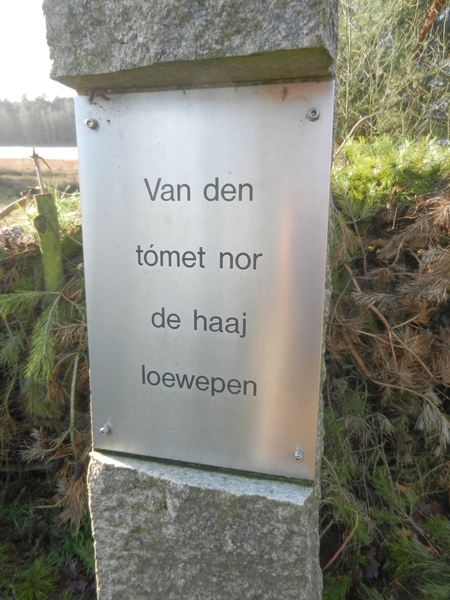 Van den
tómet nor
de haaj
loewepen